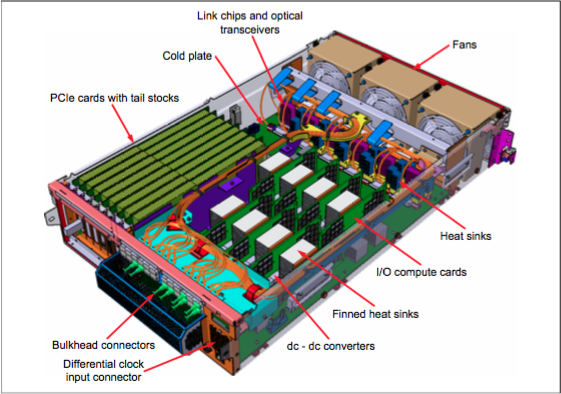 Link chips and optical
transceivers
Fans
Cold plate
PCIe cards with tail stocks
Heat sinks
I/O compute cards
Finned heat sinks
dc - dc converters
Bulkhead connectors
Differential clock
input connector